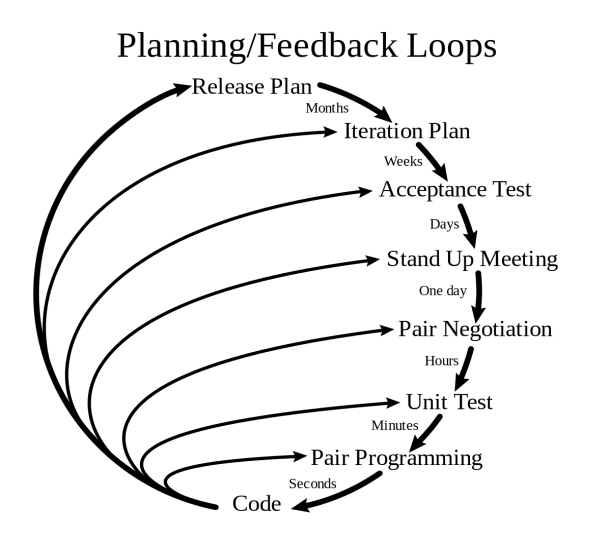 Planning/Feedback Loops
Release Plan
Months
Iteration Plan
Weeks
Acceptance Test
Days
Stand Up Meeting
One day
Pair Negotiation
Hours
Unit Test
Minutes
Pair Programming
Seconds
Code